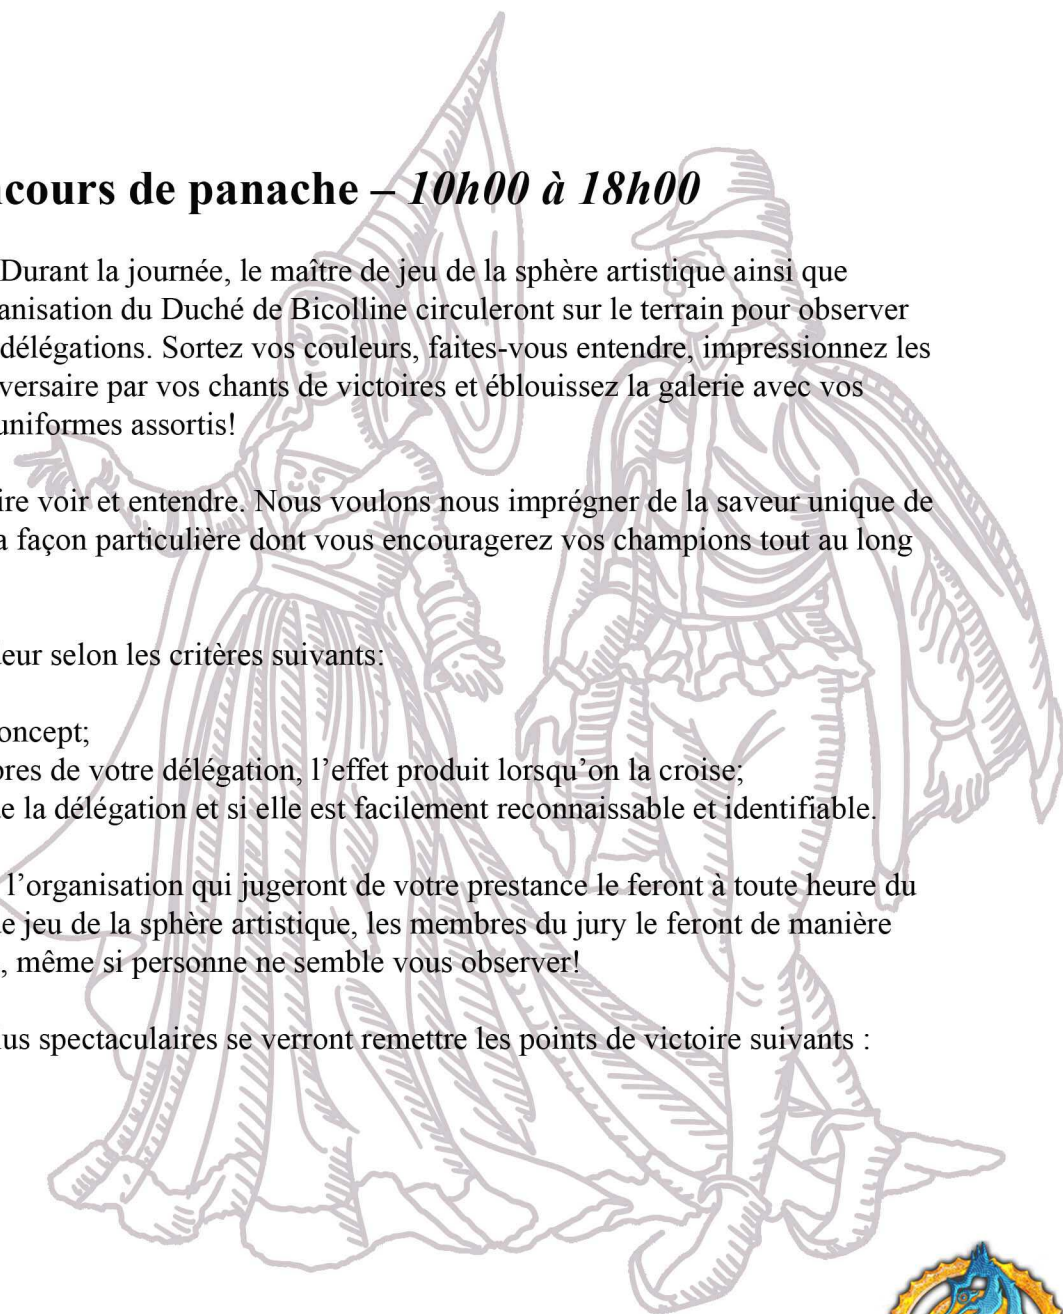 ncours de panache – 10h00 à 18h00
Durant la journée, le maître de jeu de la sphère artistique ainsi que
anisation du Duché de Bicolline circuleront sur le terrain pour observer
délégations. Sortez vos couleurs, faites-vous entendre, impressionnez les
versaire par vos chants de victoires et éblouissez la galerie avec vos
uniformes assortis!
ire voir et entendre. Nous voulons nous imprégner de la saveur unique de
a façon particulière dont vous encouragerez vos champions tout au long
eur selon les critères suivants:
oncept;
bres de votre délégation, l’effet produit lorsqu’on la croise;
e la délégation et si elle est facilement reconnaissable et identifiable.
l’organisation qui jugeront de votre prestance le feront à toute heure du
e jeu de la sphère artistique, les membres du jury le feront de manière
, même si personne ne semble vous observer!
lus spectaculaires se verront remettre les points de victoire suivants :